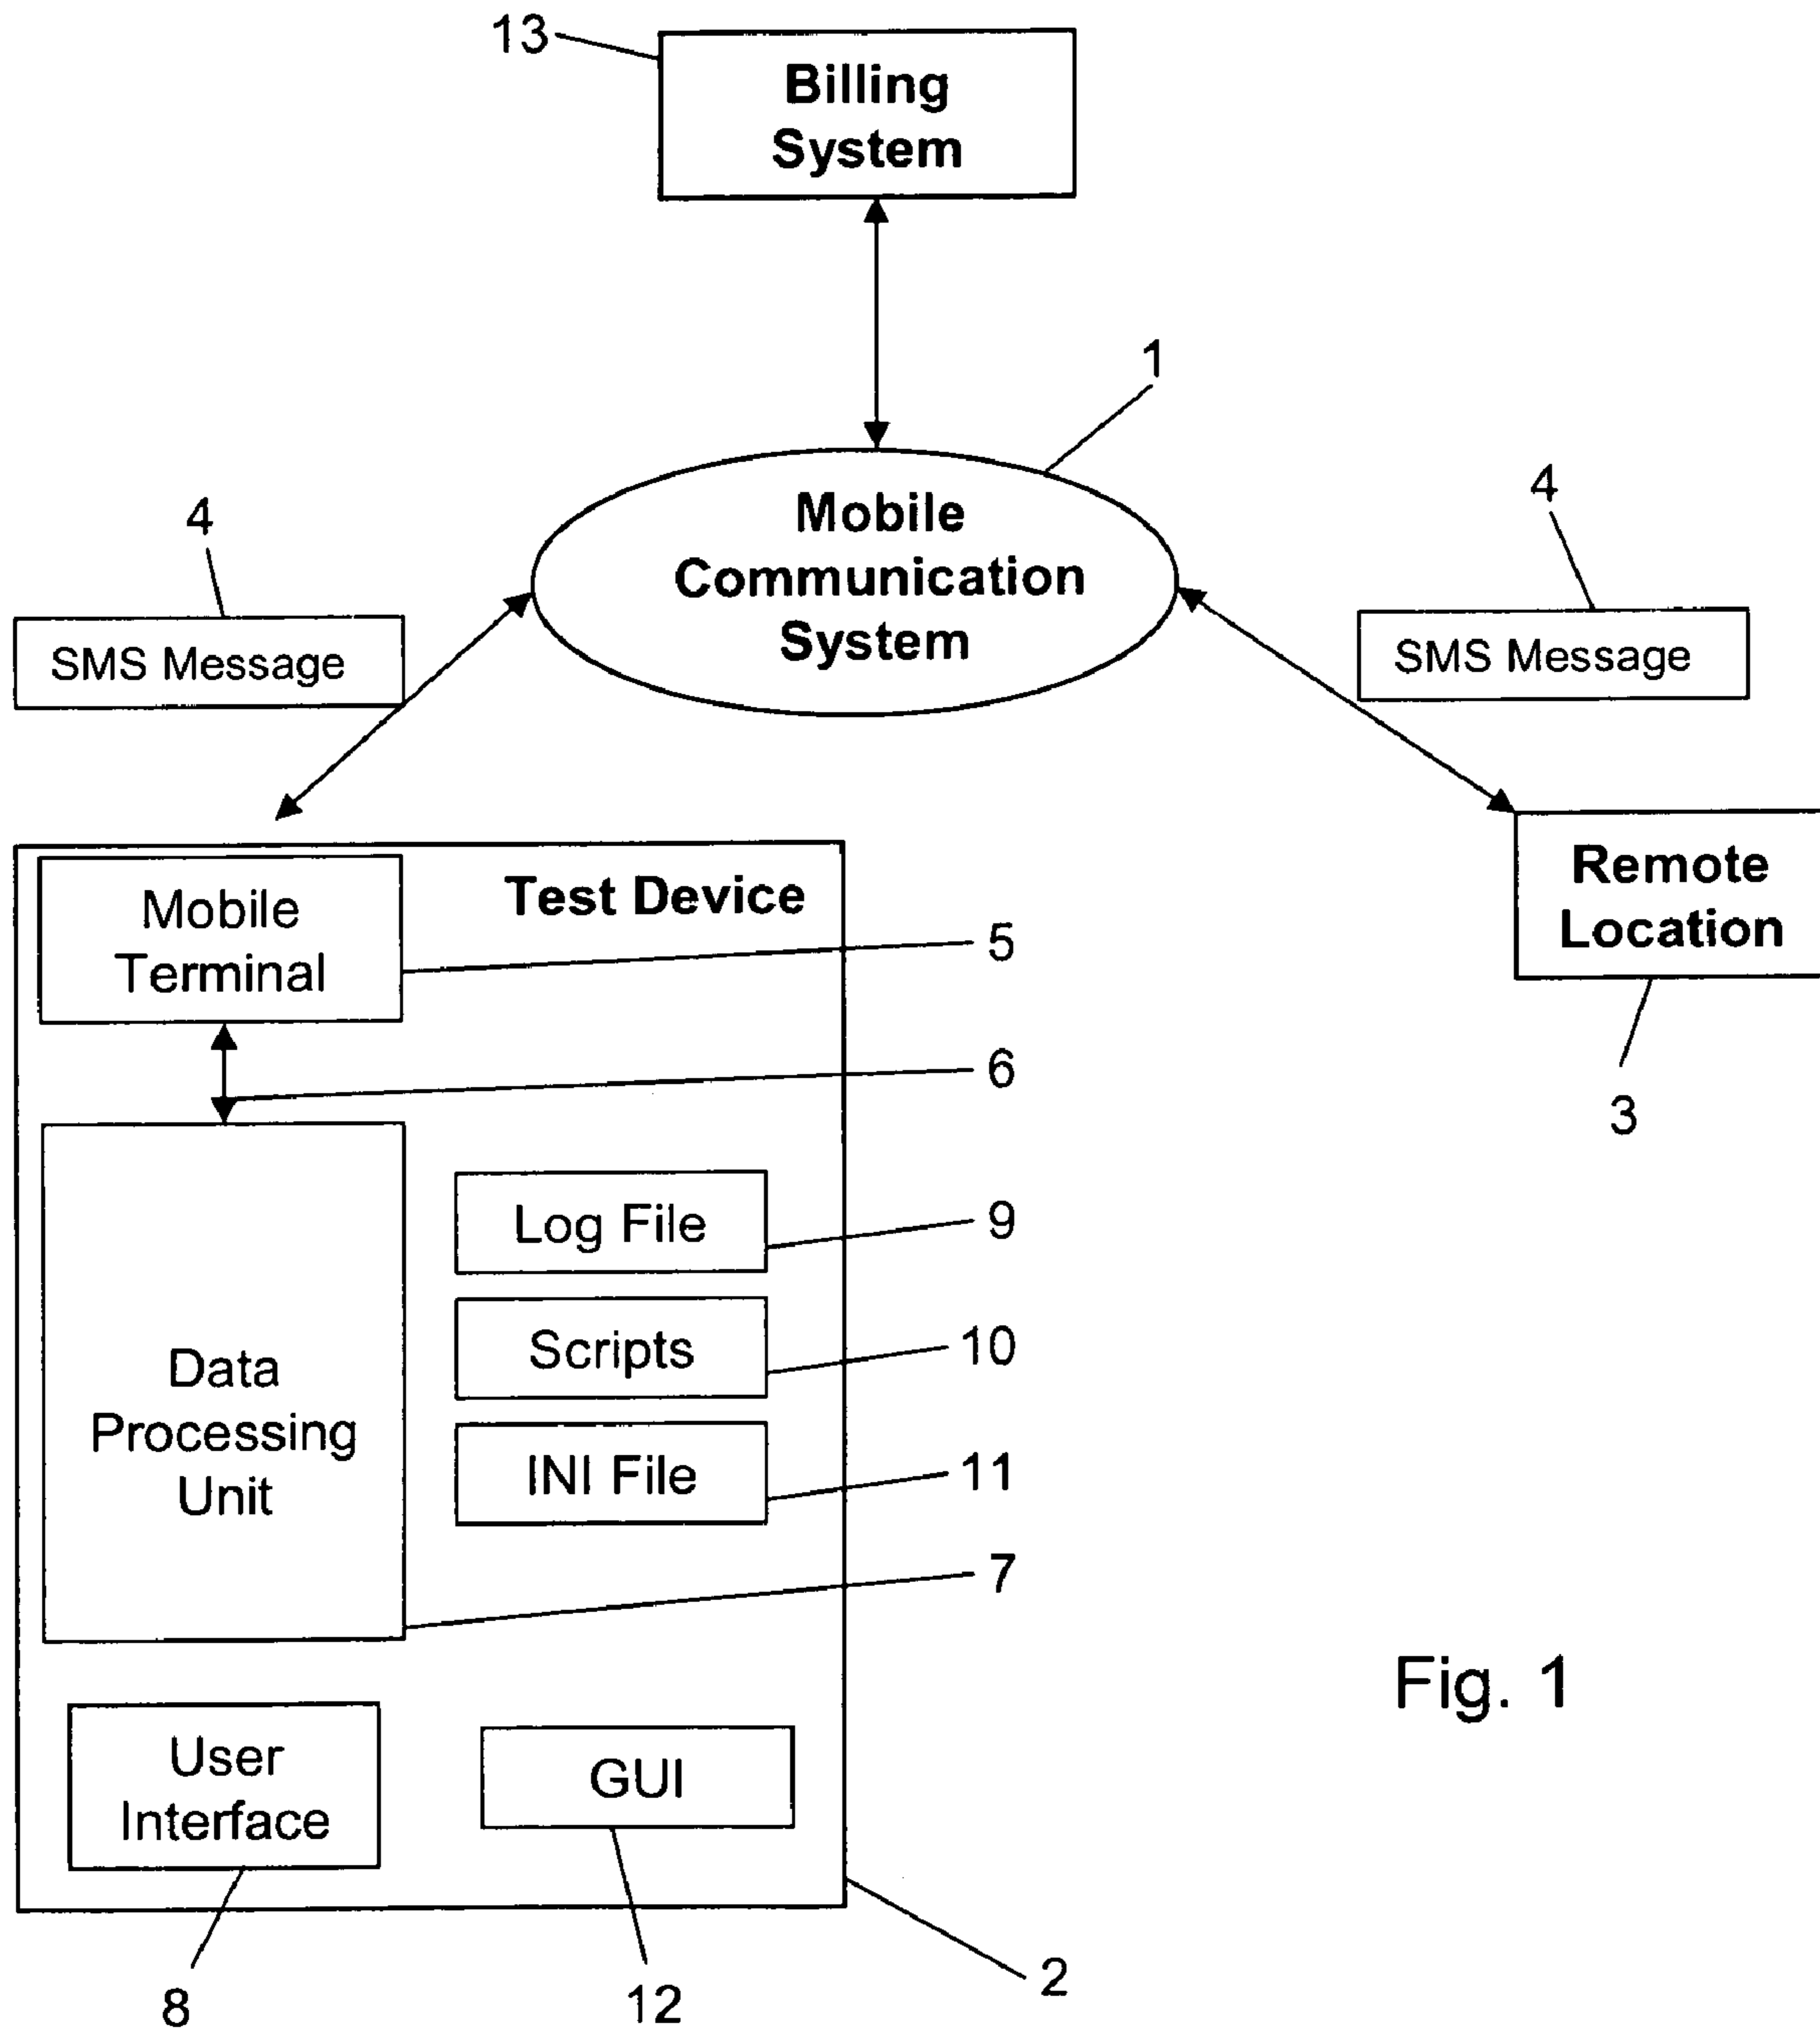 13
Billing
System
1
4
Mobile
Communication
System
4
SMS Message
SMS Message
Mobile
Terminal
Test Device
5
Remote
Location
6
3
Log File
9
Scripts
10
Data
Processing
Unit
INI File
11
7
Fig. 1
User
Interface
GUI
2
8
12